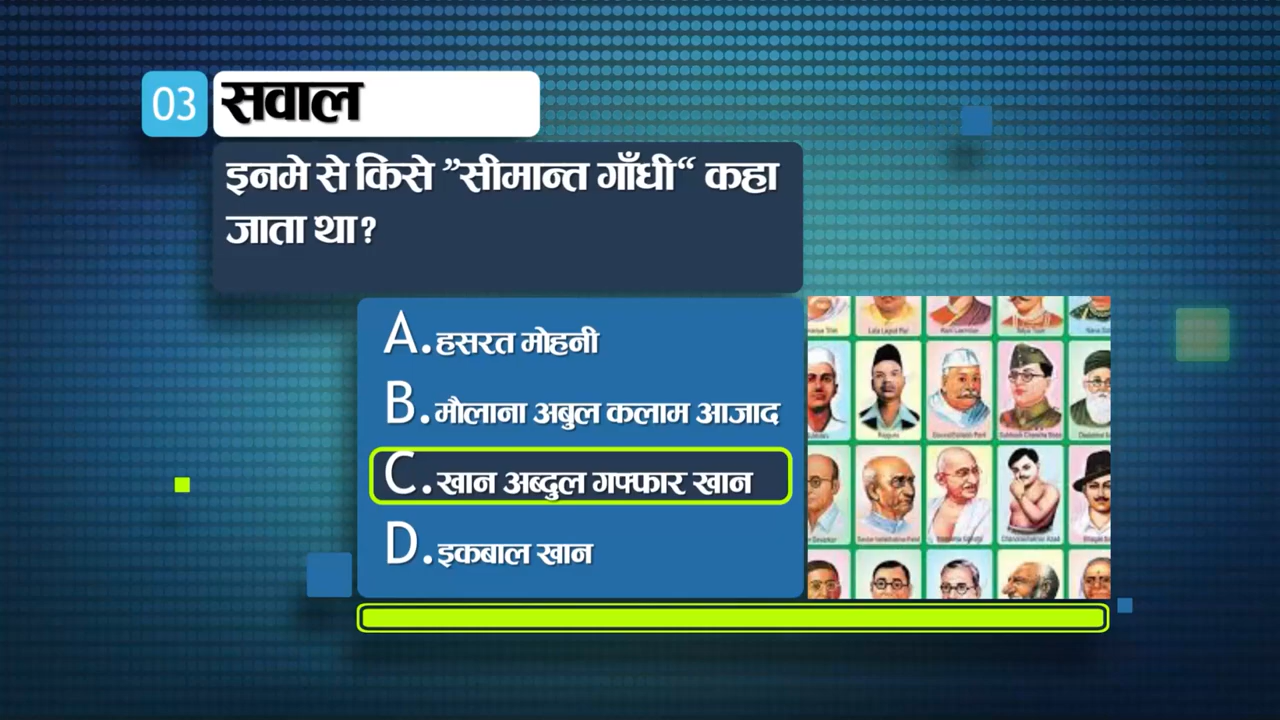 03 सवाल
इनमे से किसे ”सीमान्त गाँधी“ कहा
जाता था?
A. हसरत मोहनी
B. मौलाना अबुल कलाम आजाद
C. खान अब्दुल गफ्फार खान
D. इकबाल खान